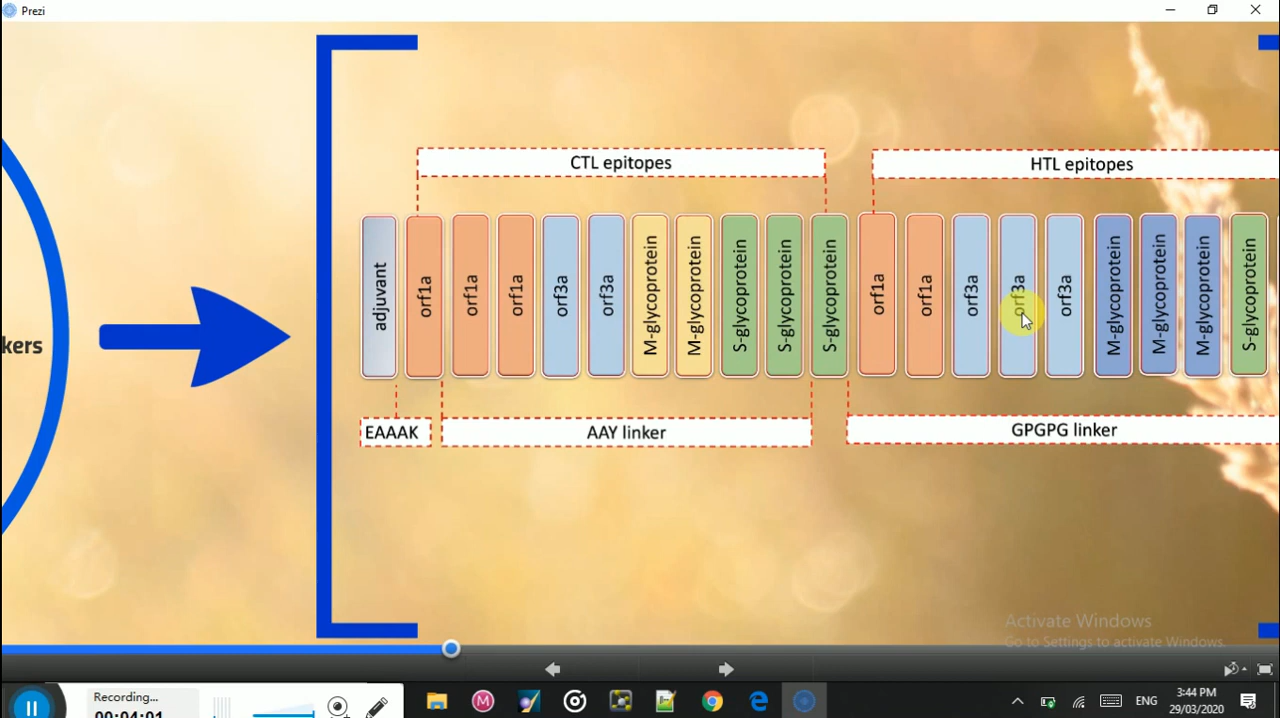 Prezi
CTL epitopes
HTL epitopes
kers
adjuvant
orf1a
orf1a
orf1a
orf3a
orf3a
M-glycoprotein
M-glycoprotein
S-glycoprotein
S-glycoprotein
S-glycoprotein
orf1a
orf1a
orf3a
orf3a
orf3a
M-glycoprotein
M-glycoprotein
M-glycoprotein
S-glycoprotein
EAAAK
AAY linker
GPGPG linker
Activate Windows
Go to Settings to activate Windows.
Recording...
00:04:01
ENG
3:44 PM
29/03/2020